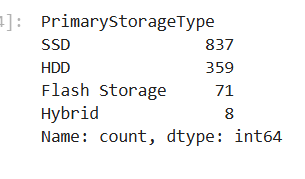 4]: PrimaryStorageType
SSD 837
HDD 359
Flash Storage 71
Hybrid 8
Name: count, dtype: int64